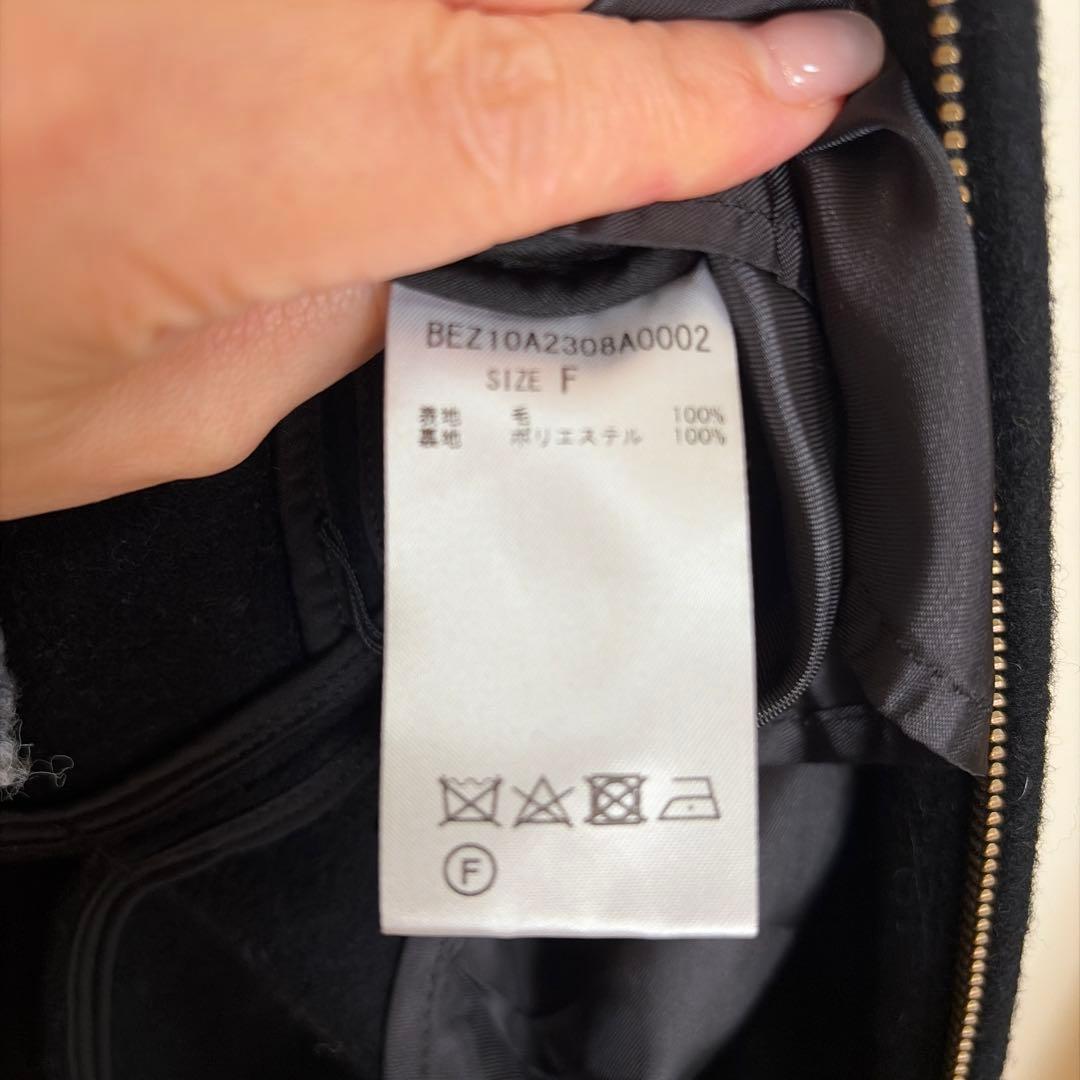 BEZ10A2308A0002
SIZE F
表地 毛 100%
裏地 ポリエステル 100%
F